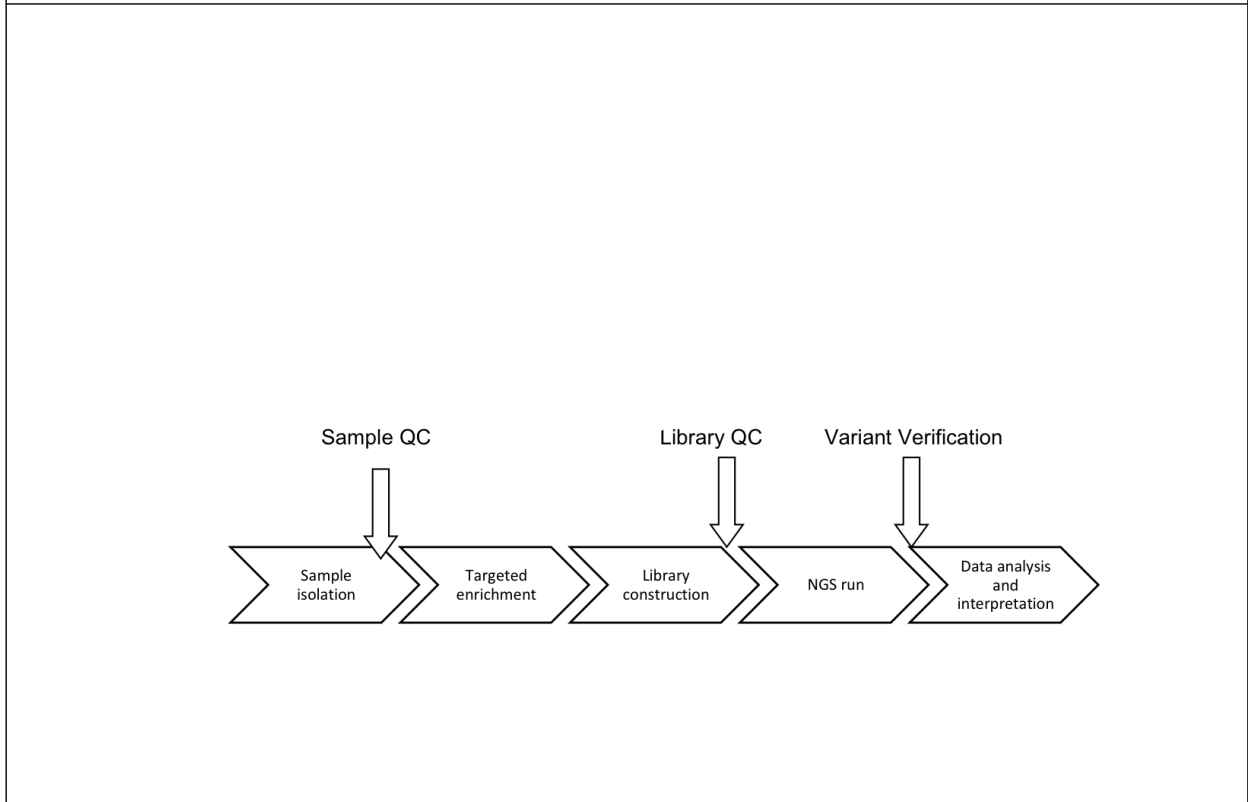 Sample QC
Library QC
Variant Verification
Sample
isolation
Targeted
enrichment
Library
construction
NGS run
Data analysis
and
interpretation